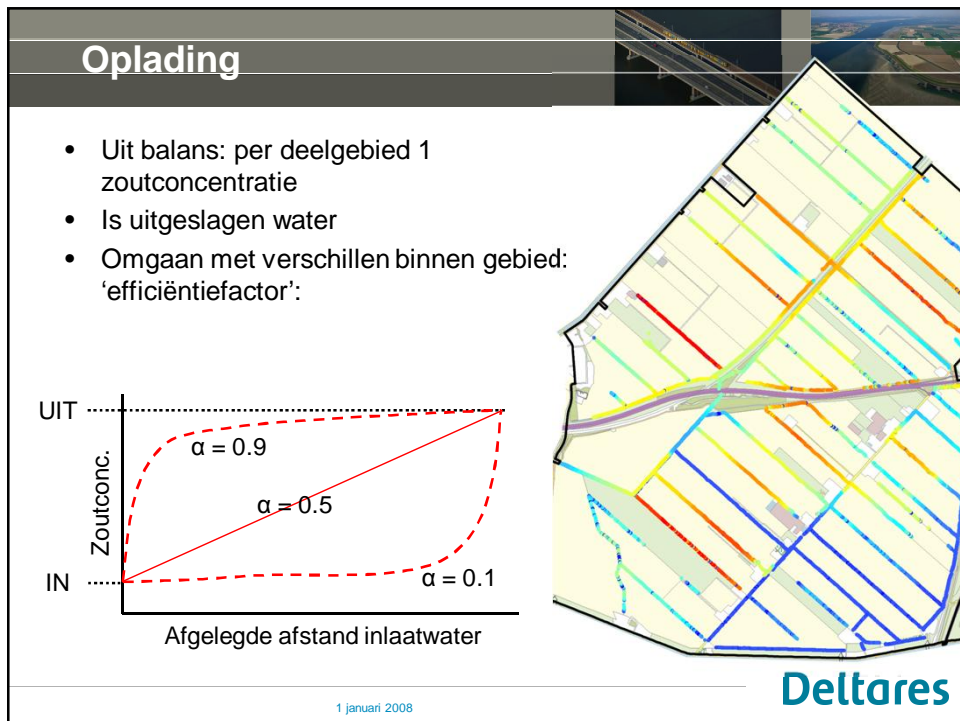 Oplading
• Uit balans: per deelgebied 1
zoutconcentratie
• Is uitgeslagen water
• Omgaan met verschillen binnen gebied:
‘efficiëntiefactor’:
UIT
α = 0.9
Zoutconc.
α = 0.5
IN
α = 0.1
Afgelegde afstand inlaatwater
1 januari 2008
Deltares